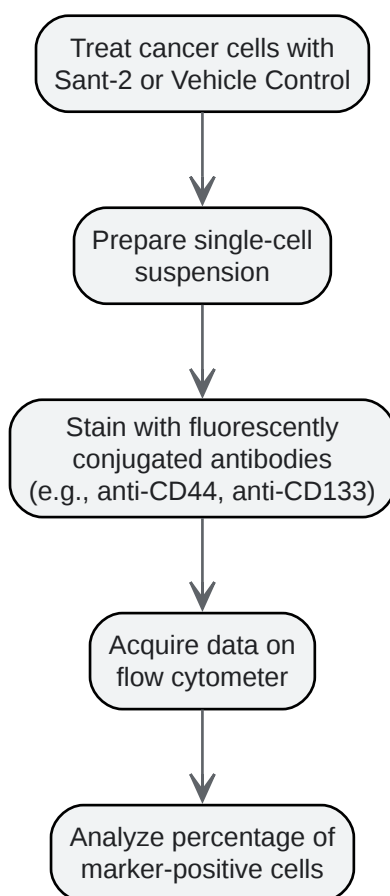 Treat cancer cells with
Sant-2 or Vehicle Control
Prepare single-cell
suspension
Stain with fluorescently
conjugated antibodies
(e.g., anti-CD44, anti-CD133)
Acquire data on
flow cytometer
Analyze percentage of
marker-positive cells